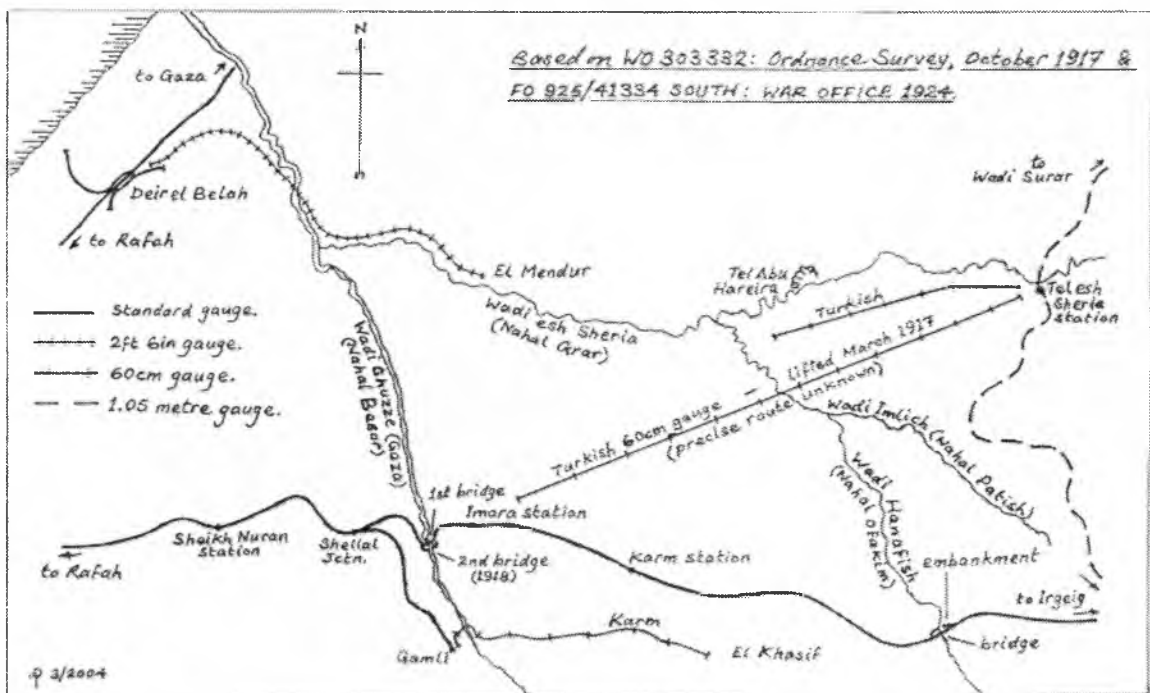 Based on WO 303332: Ordnance Survey, October 1917 &
FO 925/41334 SOUTH: WAR OFFICE 1924.
N
to Gaza
Deir el Belah
to Rafah
to
Wadi Surar
El Mendur
Tel Abu
Hareira
Turkish
Tel esh
Sheria
station
Wadi esh Sheria
(Nahal Grar)
Standard gauge.
2ft 6in gauge.
60cm gauge.
1.05 metre gauge.
Wadi Ghuzze (Gaza)
(Nahal Besor)
Turkish 60cm gauge — lifted March 1917
(precise route unknown)
Wadi Imlich (Nahal Patish)
Wadi Hanafish
(Nahal Ofakim)
1st bridge
Imara station
Sheikh Nuran
Station
Shellal
Jctn.
to Rafah
2nd bridge
(1918)
Karm station
embankment
to Irgeig
bridge
Gamli
Karm
El Khasif
3/2004